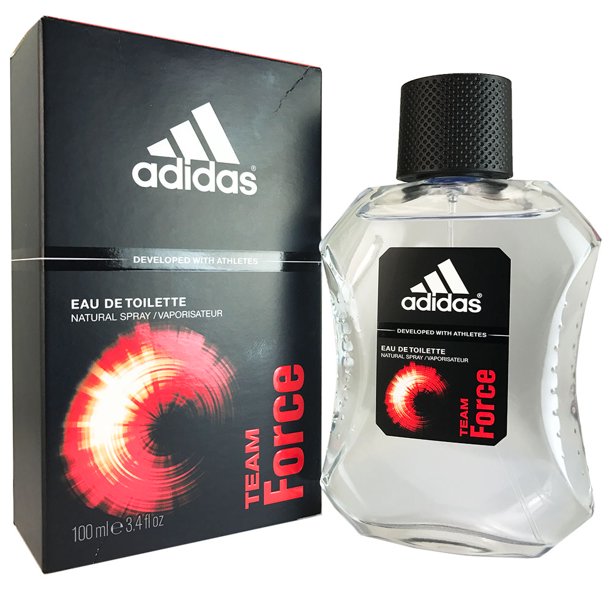 adidas®
DEVELOPED WITH ATHLETES
EAU DE TOILETTE
NATURAL SPRAY / VAPORISATEUR
TEAM
Force
100 ml ℮ 3.4 fl oz
adidas®
DEVELOPED WITH ATHLETES
EAU DE TOILETTE
NATURAL SPRAY / VAPORISATEUR
TEAM
Force